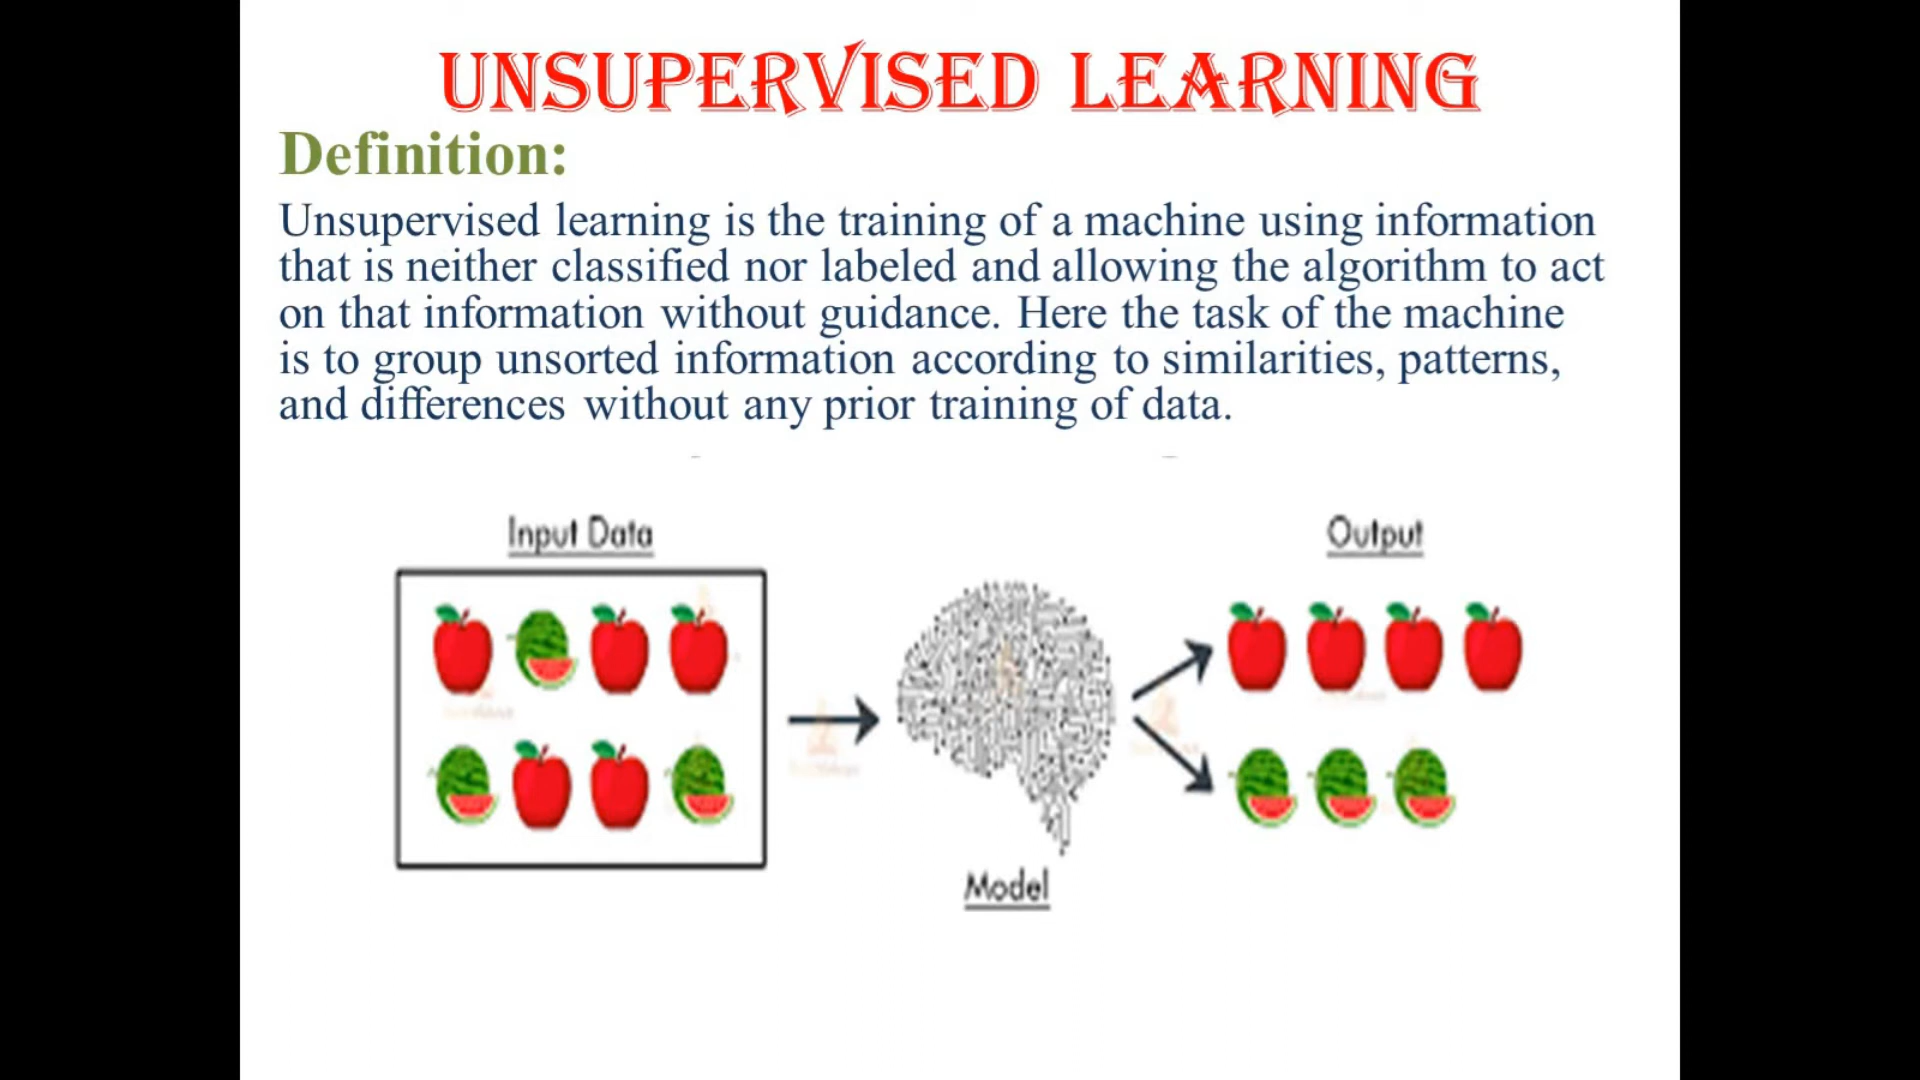 UNSUPERVISED LEARNING
Definition:
Unsupervised learning is the training of a machine using information
that is neither classified nor labeled and allowing the algorithm to act
on that information without guidance. Here the task of the machine
is to group unsorted information according to similarities, patterns,
and differences without any prior training of data.
Input Data
Output
Model